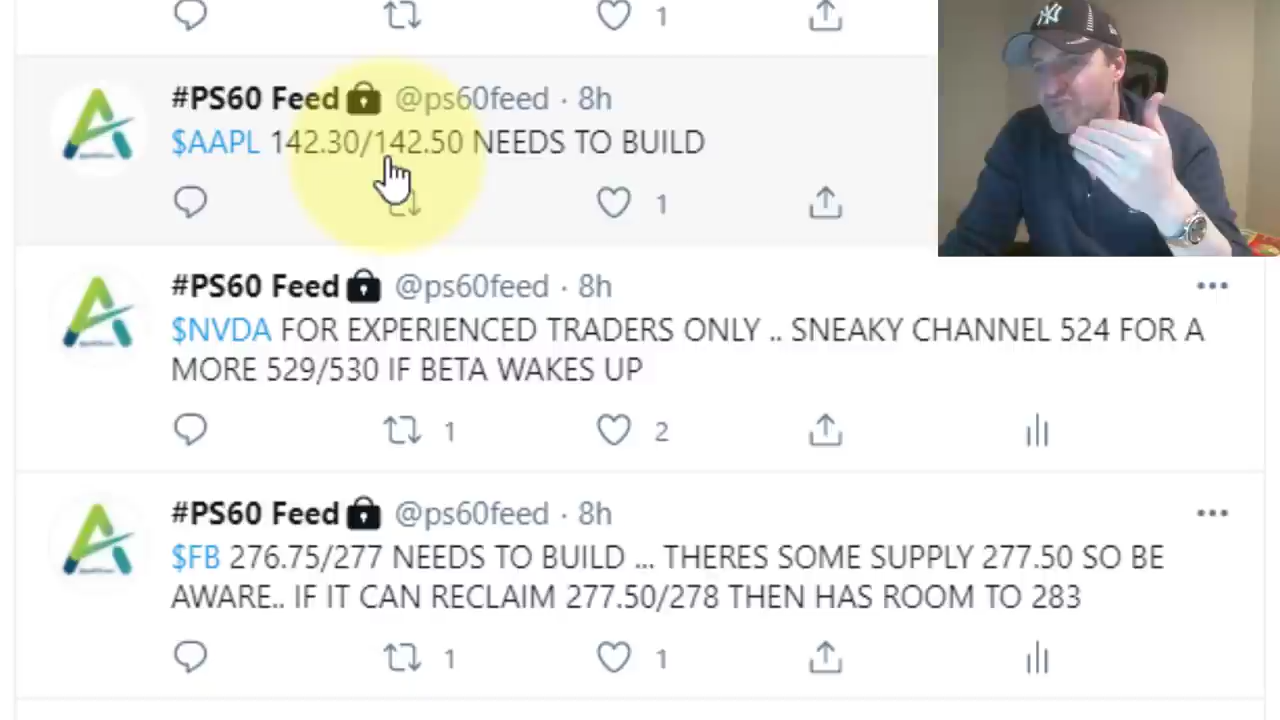 1
#PS60 Feed @ps60feed · 8h
$AAPL 142.30/142.50 NEEDS TO BUILD
1
#PS60 Feed @ps60feed · 8h
$NVDA FOR EXPERIENCED TRADERS ONLY .. SNEAKY CHANNEL 524 FOR A
MORE 529/530 IF BETA WAKES UP
1 2
#PS60 Feed @ps60feed · 8h
$FB 276.75/277 NEEDS TO BUILD ... THERES SOME SUPPLY 277.50 SO BE
AWARE.. IF IT CAN RECLAIM 277.50/278 THEN HAS ROOM TO 283
1 1
NY